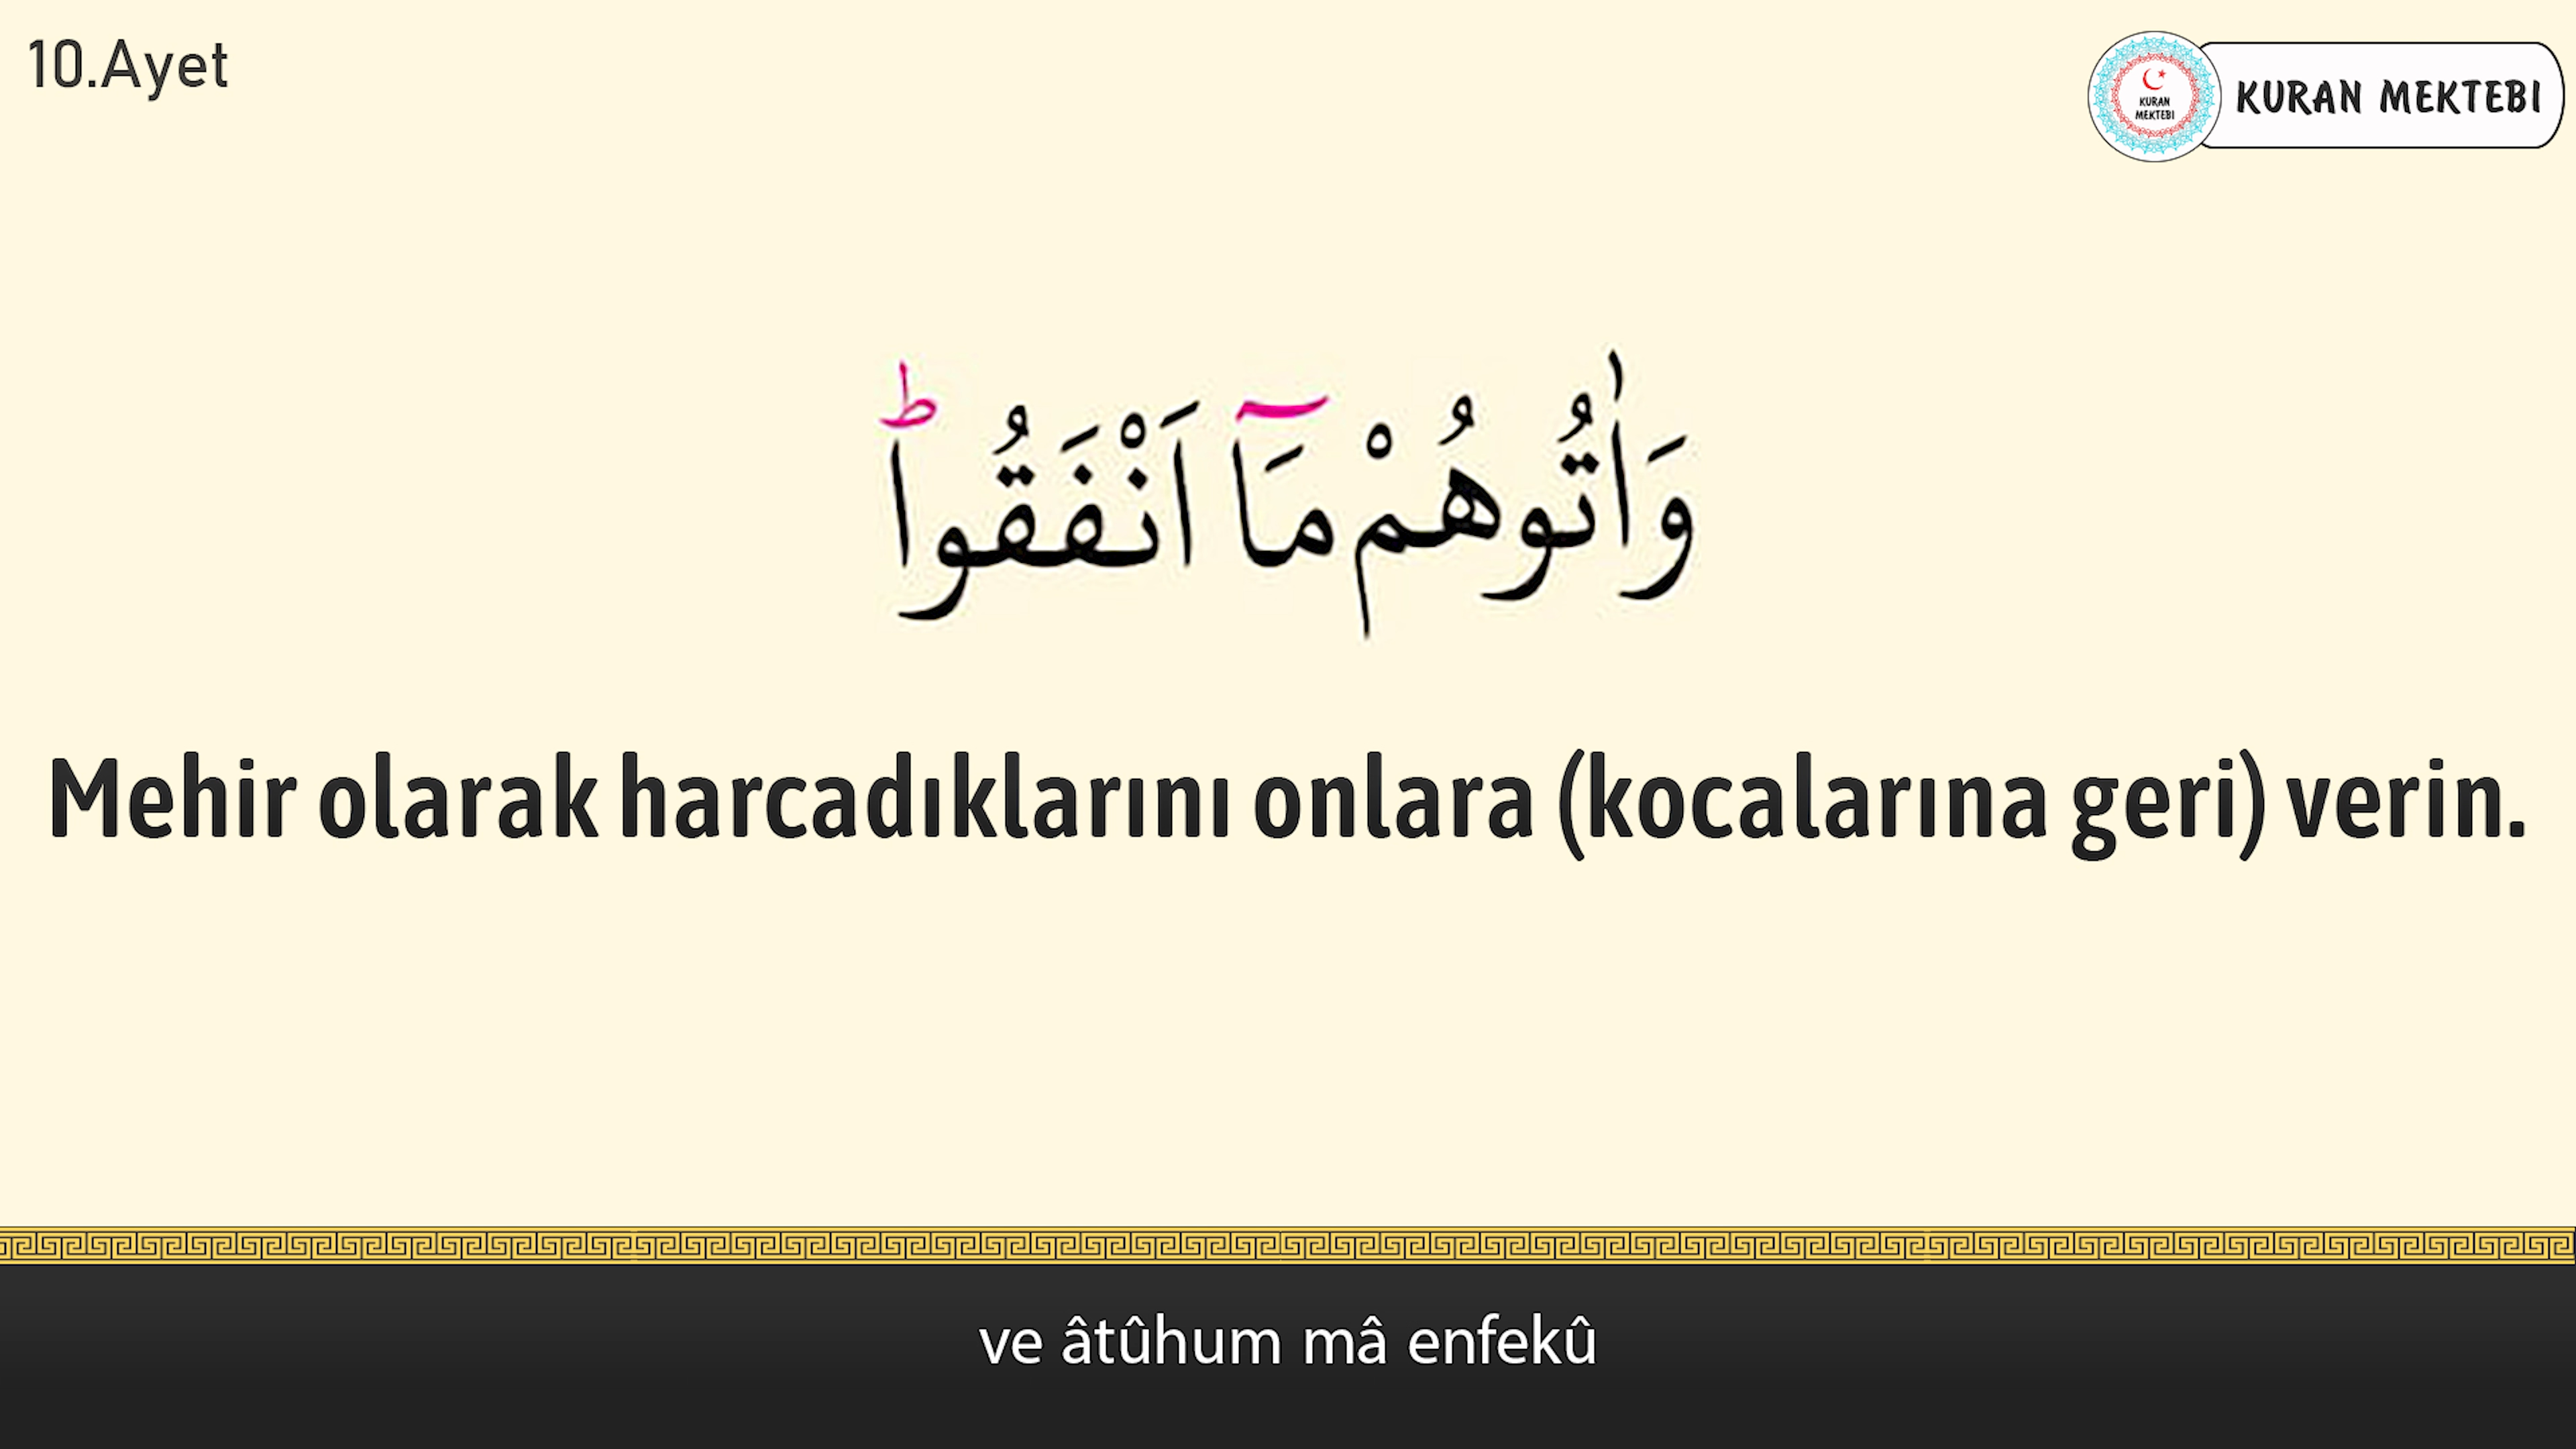 10.Ayet
KURAN
MEKTEBI
KURAN MEKTEBI
وَاٰتُوهُمْ مَٓا اَنْفَقُواۜ
Mehir olarak harcadıklarını onlara (kocalarına geri) verin.
ve âtûhum mâ enfekû